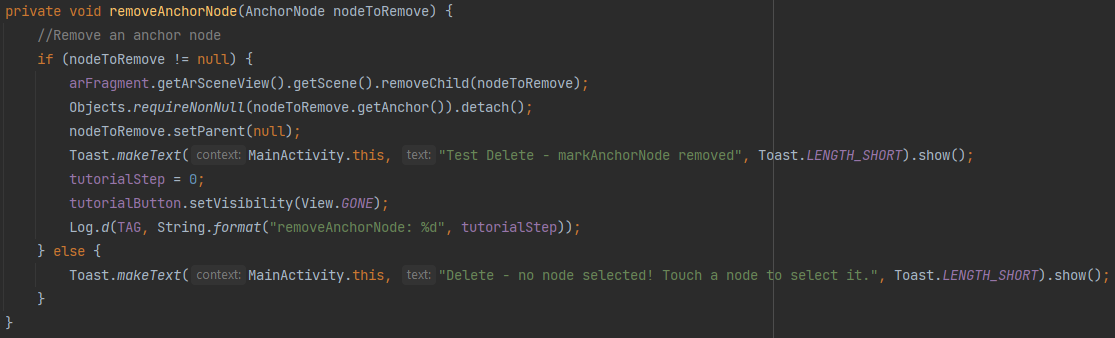 private void removeAnchorNode(AnchorNode nodeToRemove) {
//Remove an anchor node
if (nodeToRemove != null) {
arFragment.getArSceneView().getScene().removeChild(nodeToRemove);
Objects.requireNonNull(nodeToRemove.getAnchor()).detach();
nodeToRemove.setParent(null);
Toast.makeText( context: MainActivity.this, text: "Test Delete - markAnchorNode removed", Toast.LENGTH_SHORT).show();
tutorialStep = 0;
tutorialButton.setVisibility(View.GONE);
Log.d(TAG, String.format("removeAnchorNode: %d", tutorialStep));
} else {
Toast.makeText( context: MainActivity.this, text: "Delete - no node selected! Touch a node to select it.", Toast.LENGTH_SHORT).show();
}
}